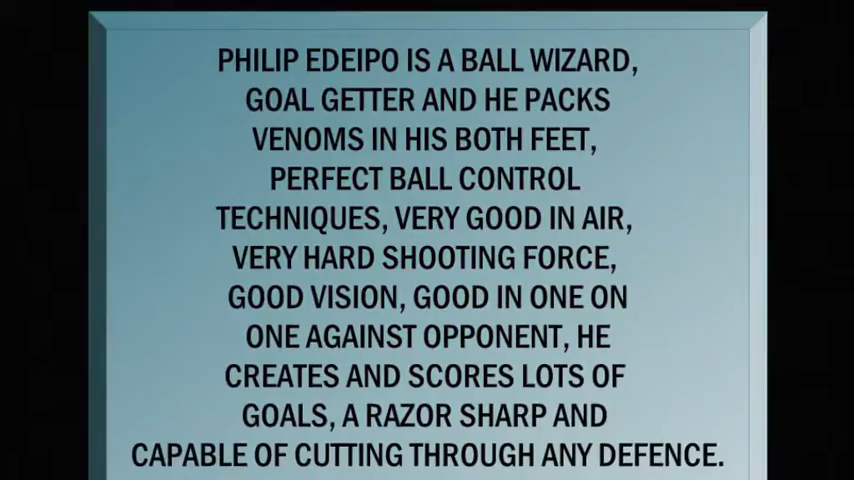 PHILIP EDEIPO IS A BALL WIZARD,
GOAL GETTER AND HE PACKS
VENOMS IN HIS BOTH FEET,
PERFECT BALL CONTROL
TECHNIQUES, VERY GOOD IN AIR,
VERY HARD SHOOTING FORCE,
GOOD VISION, GOOD IN ONE ON
ONE AGAINST OPPONENT, HE
CREATES AND SCORES LOTS OF
GOALS, A RAZOR SHARP AND
CAPABLE OF CUTTING THROUGH ANY DEFENCE.